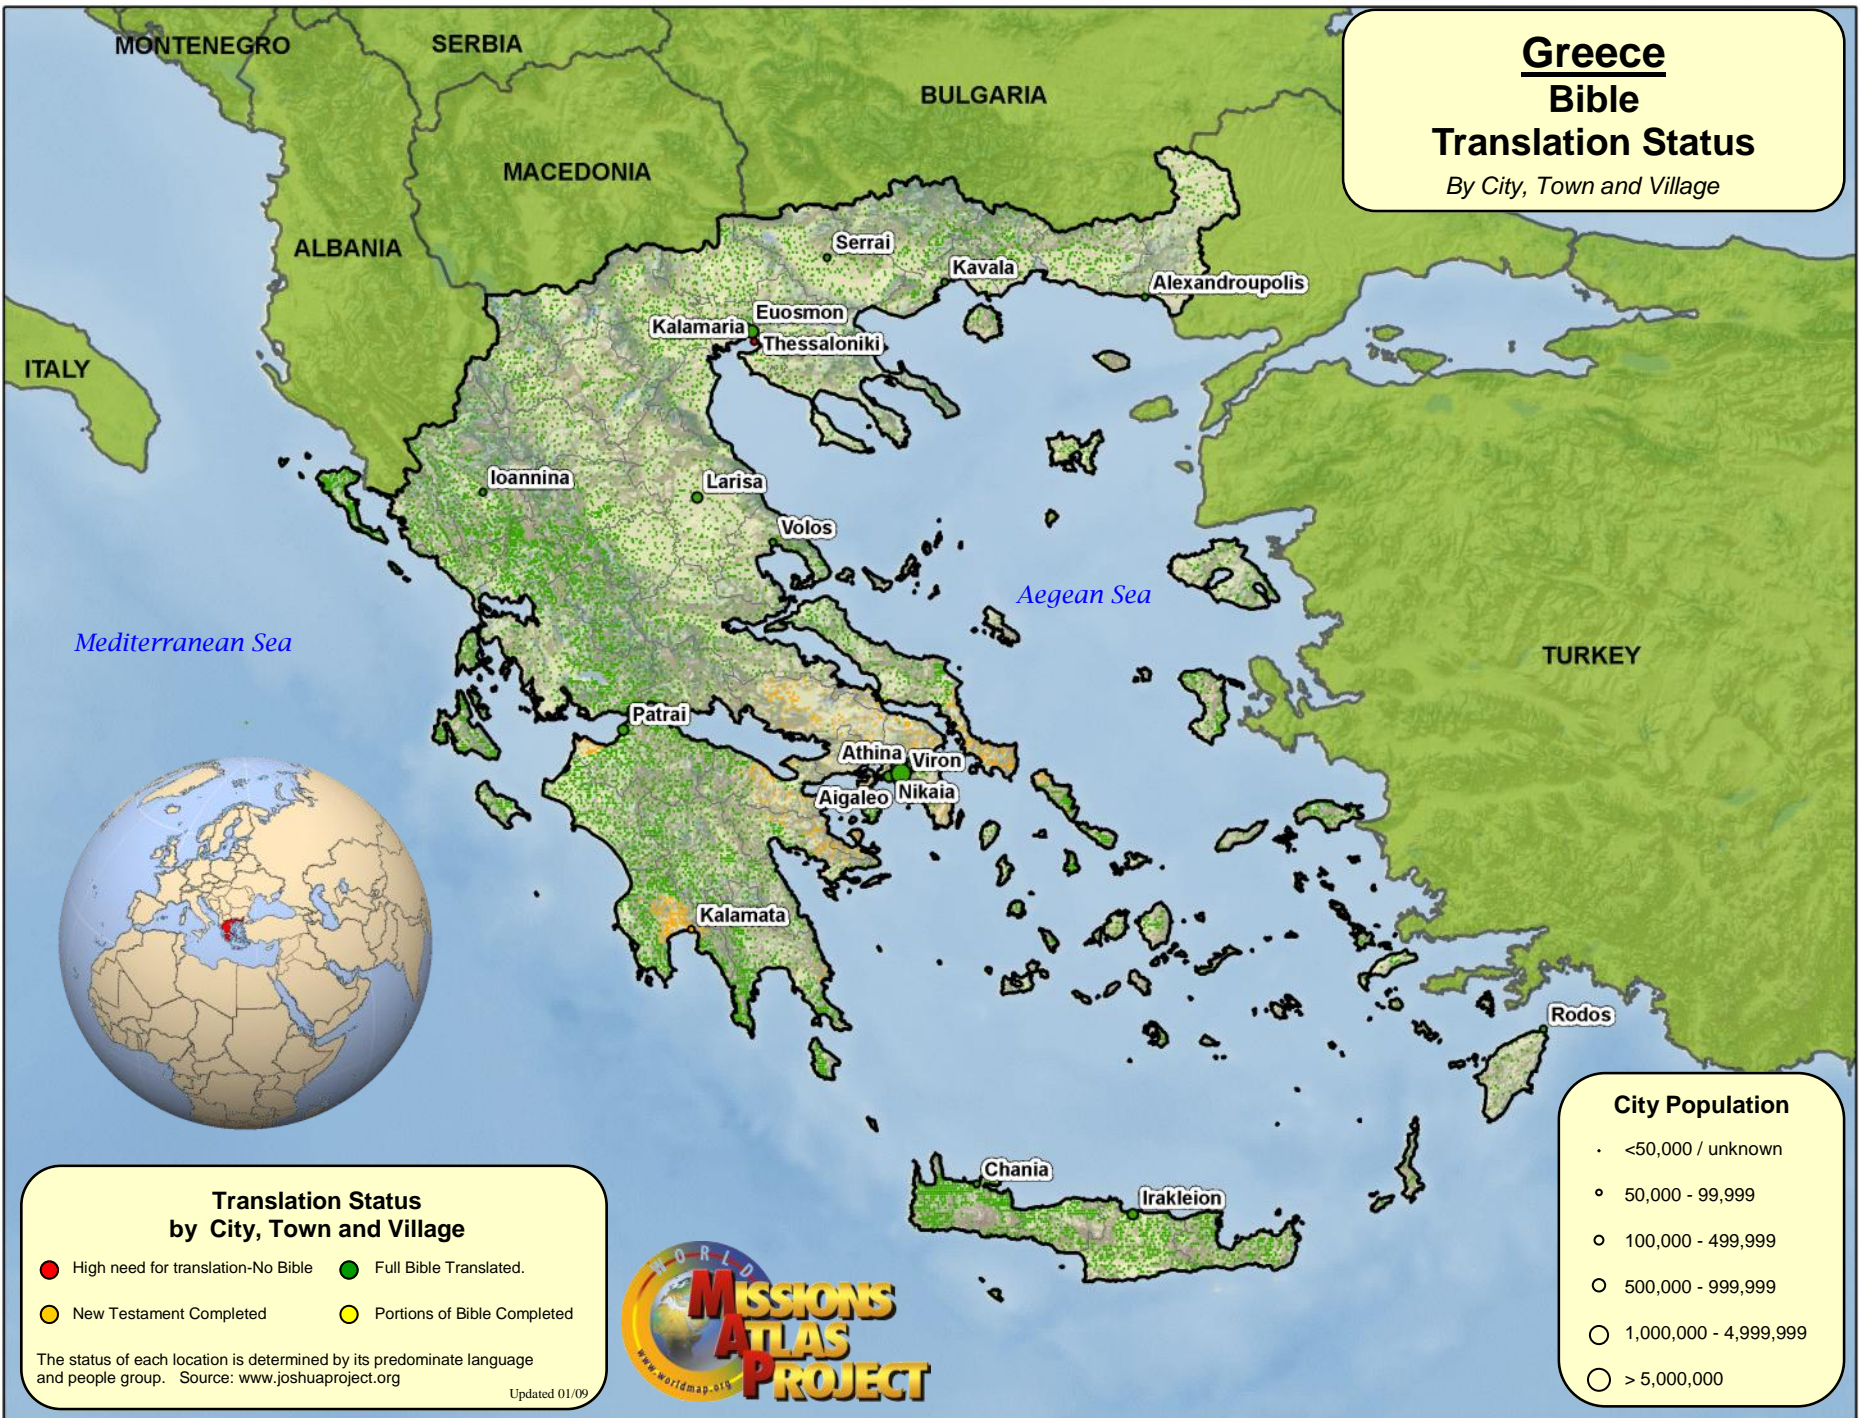 Greece
Bible
Translation Status
By City, Town and Village
MONTENEGRO
SERBIA
BULGARIA
MACEDONIA
ALBANIA
ITALY
TURKEY
Serrai
Kavala
Alexandroupolis
Euosmon
Kalamaria
Thessaloniki
Ioannina
Larisa
Volos
Aegean Sea
Mediterranean Sea
Patrai
Athina
Viron
Aigaleo
Nikaia
Kalamata
Rodos
Chania
Irakleion
City Population
<50,000 / unknown
50,000 - 99,999
100,000 - 499,999
500,000 - 999,999
1,000,000 - 4,999,999
> 5,000,000
Translation Status
by City, Town and Village
High need for translation-No Bible
Full Bible Translated.
New Testament Completed
Portions of Bible Completed
The status of each location is determined by its predominate language
and people group. Source: www.joshuaproject.org
Updated 01/09
WORLD
MISSIONS
ATLAS
PROJECT
www.worldmap.org